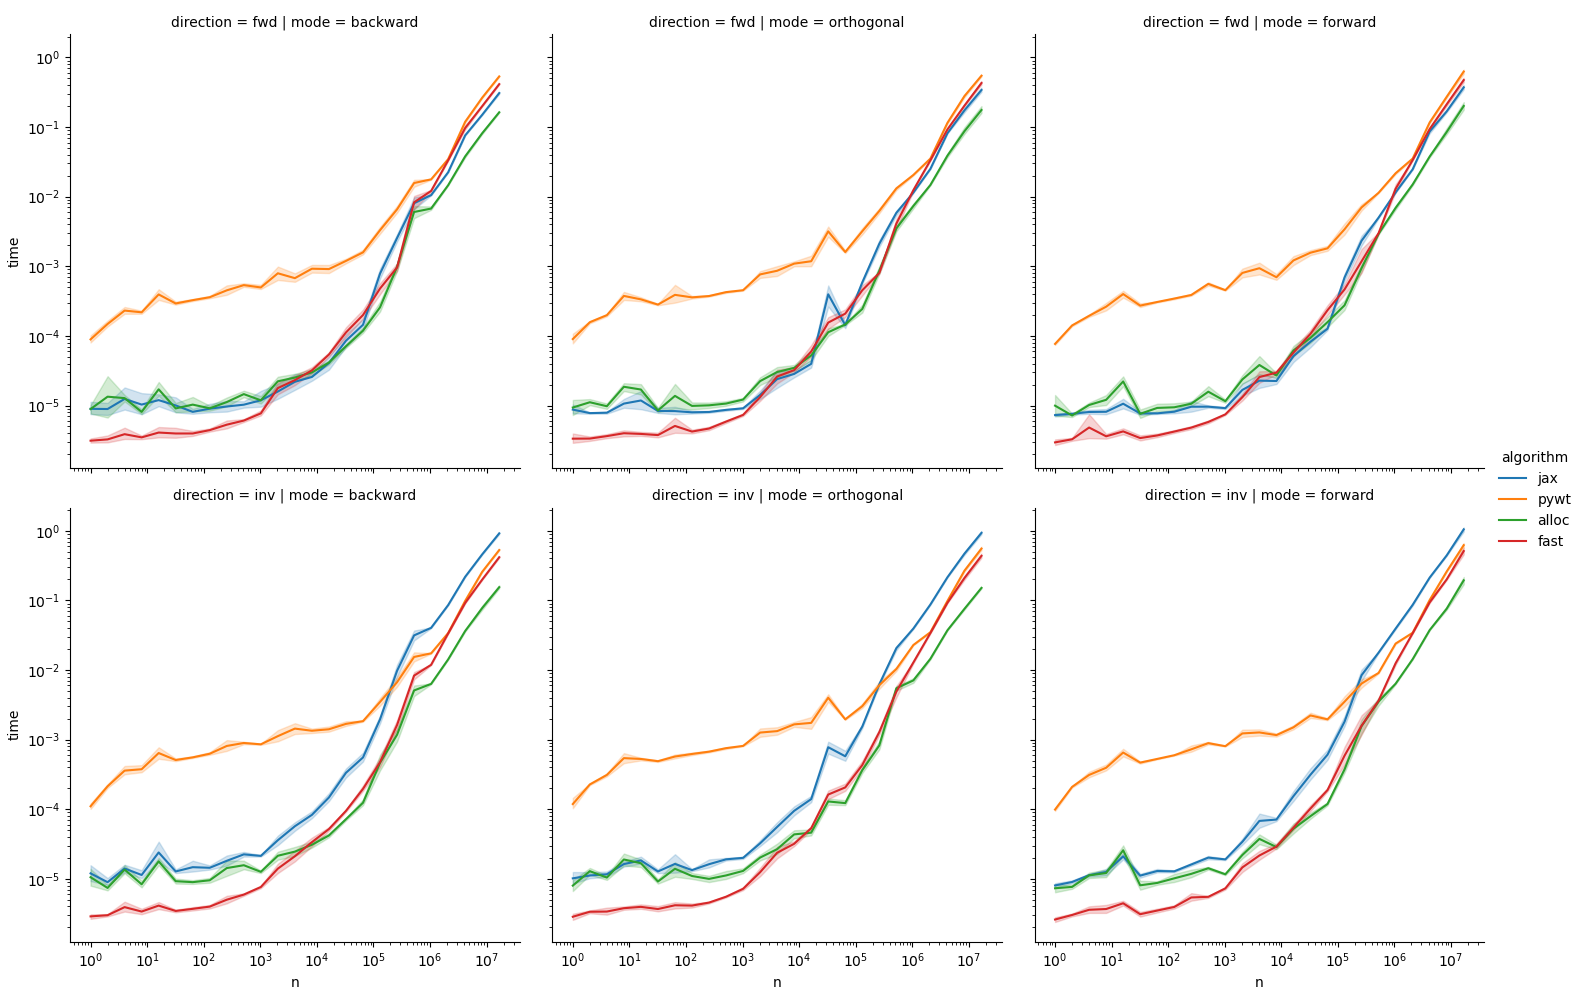 direction = fwd | mode = backward
direction = fwd | mode = orthogonal
direction = fwd | mode = forward
10⁰
10⁻¹
10⁻²
10⁻³
10⁻⁴
10⁻⁵
time
direction = inv | mode = backward
direction = inv | mode = orthogonal
direction = inv | mode = forward
10⁰
10⁻¹
10⁻²
10⁻³
10⁻⁴
10⁻⁵
time
10⁰ 10¹ 10² 10³ 10⁴ 10⁵ 10⁶ 10⁷
n
10⁰ 10¹ 10² 10³ 10⁴ 10⁵ 10⁶ 10⁷
n
10⁰ 10¹ 10² 10³ 10⁴ 10⁵ 10⁶ 10⁷
n
algorithm
jax
pywt
alloc
fast